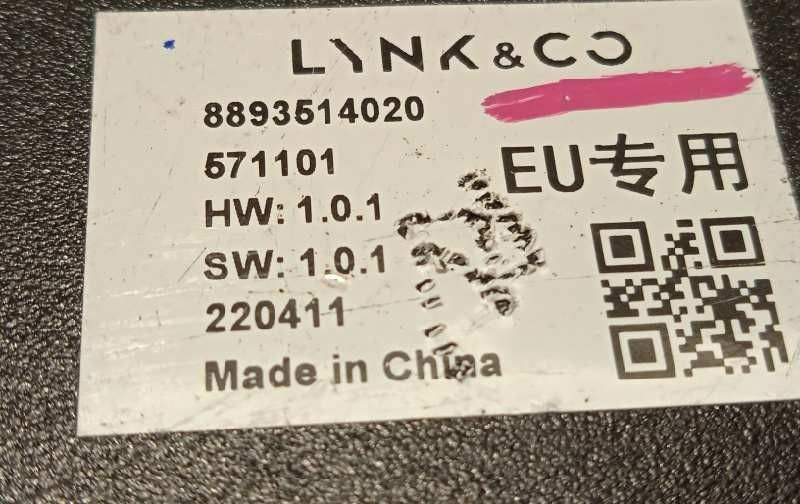 LYNK&CO
8893514020
571101
EU专用
HW: 1.0.1
SW: 1.0.1
220411
Made in China